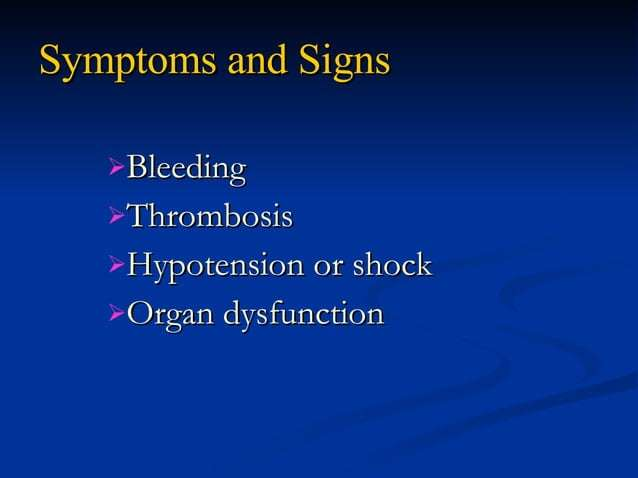 Symptoms and Signs
➢Bleeding
➢Thrombosis
➢Hypotension or shock
➢Organ dysfunction